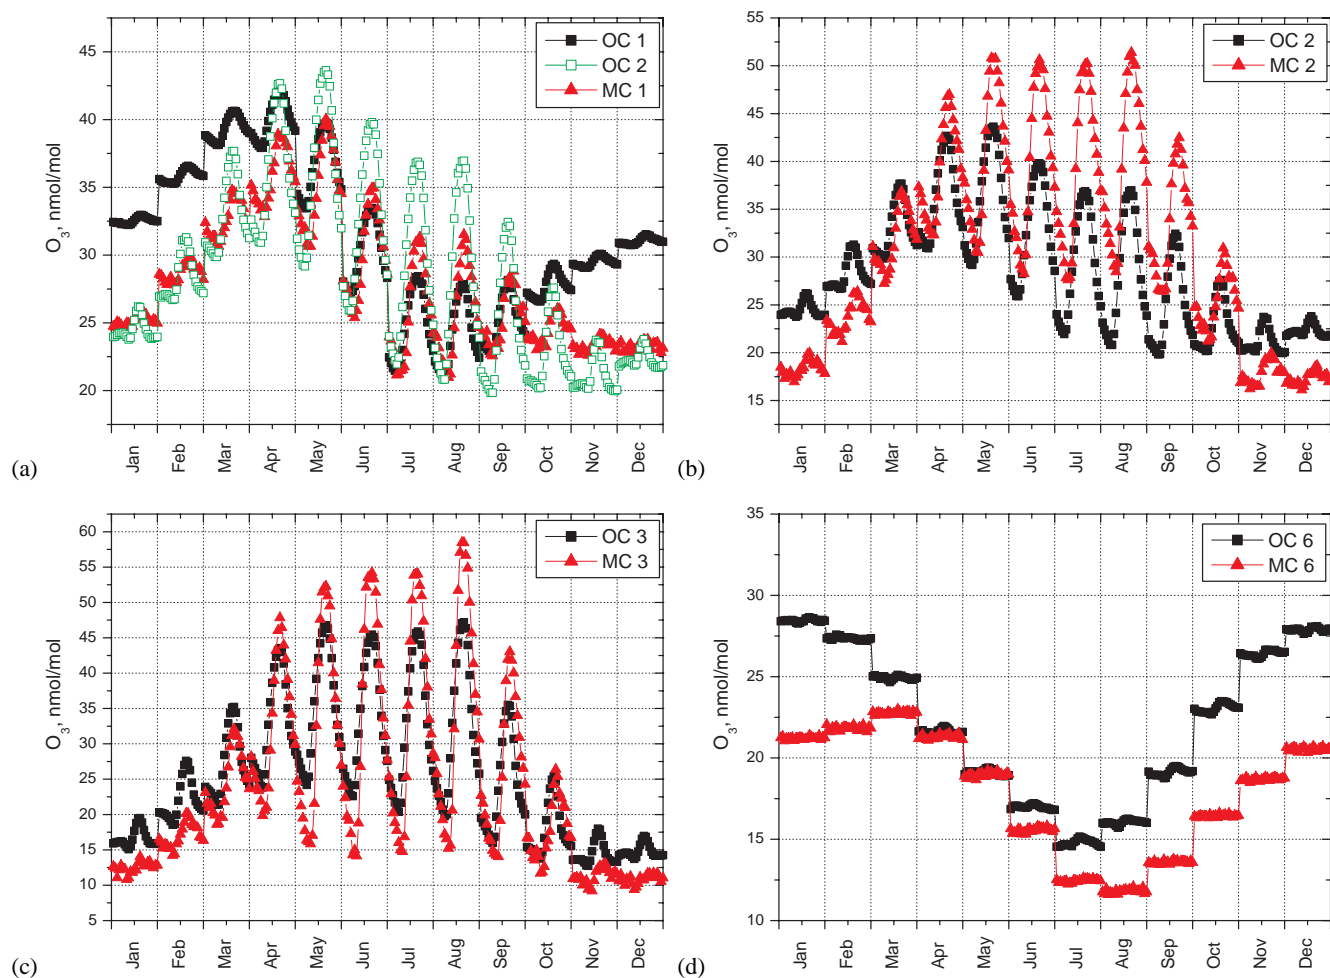 45
40
35
30
25
20
O3, nmol/mol
OC 1
OC 2
MC 1
Jan Feb Mar Apr May Jun Jul Aug Sep Oct Nov Dec
(a)
55
50
45
40
35
30
25
20
15
O3, nmol/mol
OC 2
MC 2
Jan Feb Mar Apr May Jun Jul Aug Sep Oct Nov Dec
(b)
60
55
50
45
40
35
30
25
20
15
10
5
O3, nmol/mol
OC 3
MC 3
Jan Feb Mar Apr May Jun Jul Aug Sep Oct Nov Dec
(c)
35
30
25
20
15
10
O3, nmol/mol
OC 6
MC 6
Jan Feb Mar Apr May Jun Jul Aug Sep Oct Nov Dec
(d)